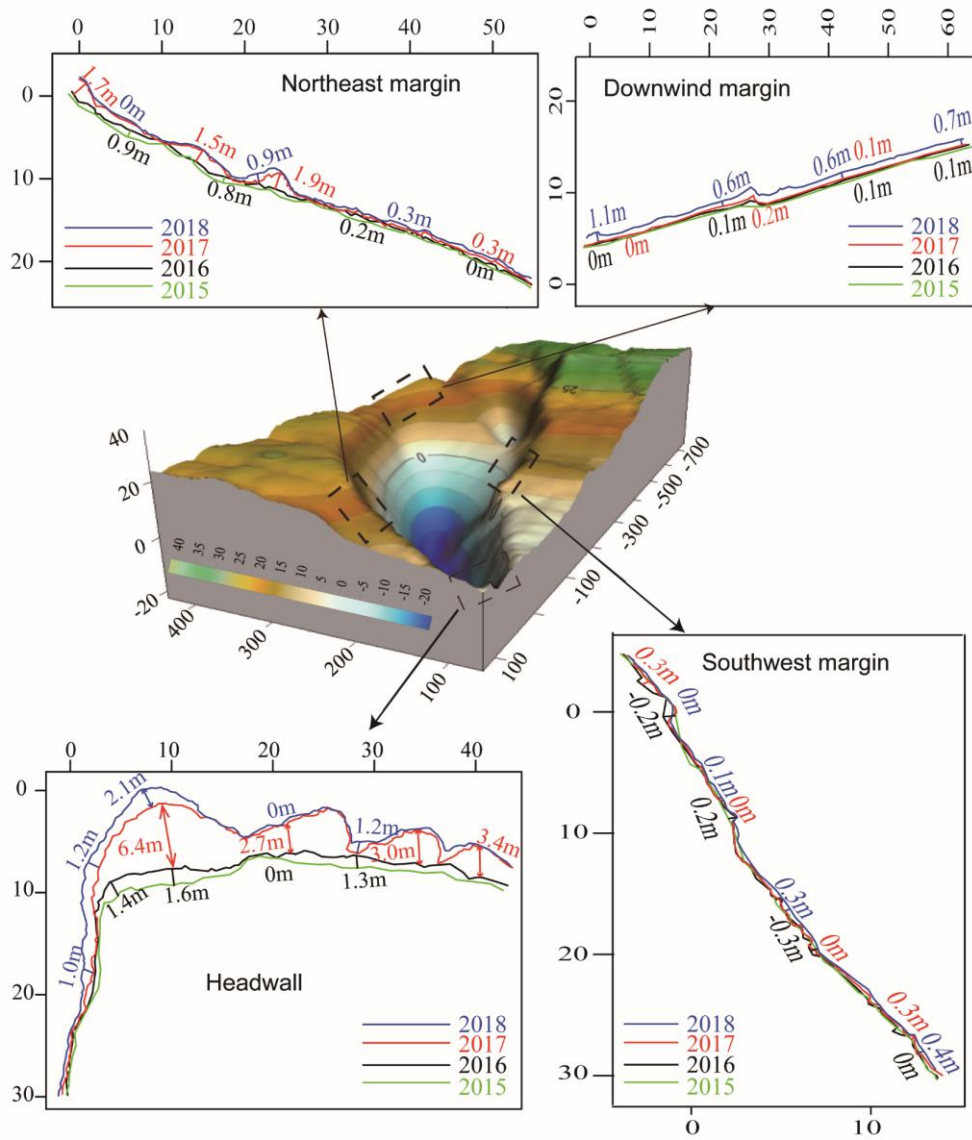 0 10 20 30 40 50
Northeast margin
0
10
20
1.7m
0m
1.5m
0.9m
1.9m
0.3m
0.3m
0.9m
0.8m
0.2m
0m
2018
2017
2016
2015
0 10 22 30 40 50 60
Downwind margin
20
10
0
1.1m
0.6m
0.6m
0.1m
0.7m
0m
0m
0.1m
0.2m
0.1m
0.1m
2018
2017
2016
2015
40
20
0
-20
40 35 30 25 20 15 10 5 0 -5 -10 -15 -20
400 300 200 100
100 -100 -300 -500 -700
0
25
0 10 20 30 40
0
10
20
30
2.1m
1.2m
6.4m
1.0m
0m
2.7m
1.2m
3.0m
3.4m
1.4m
1.6m
0m
1.3m
Headwall
2018
2017
2016
2015
Southwest margin
0
10
20
30
0.3m
0m
-0.2m
0.1m
0m
0.2m
0.3m
-0.3m
0m
0.3m
0.4m
0m
2018
2017
2016
2015
0 10